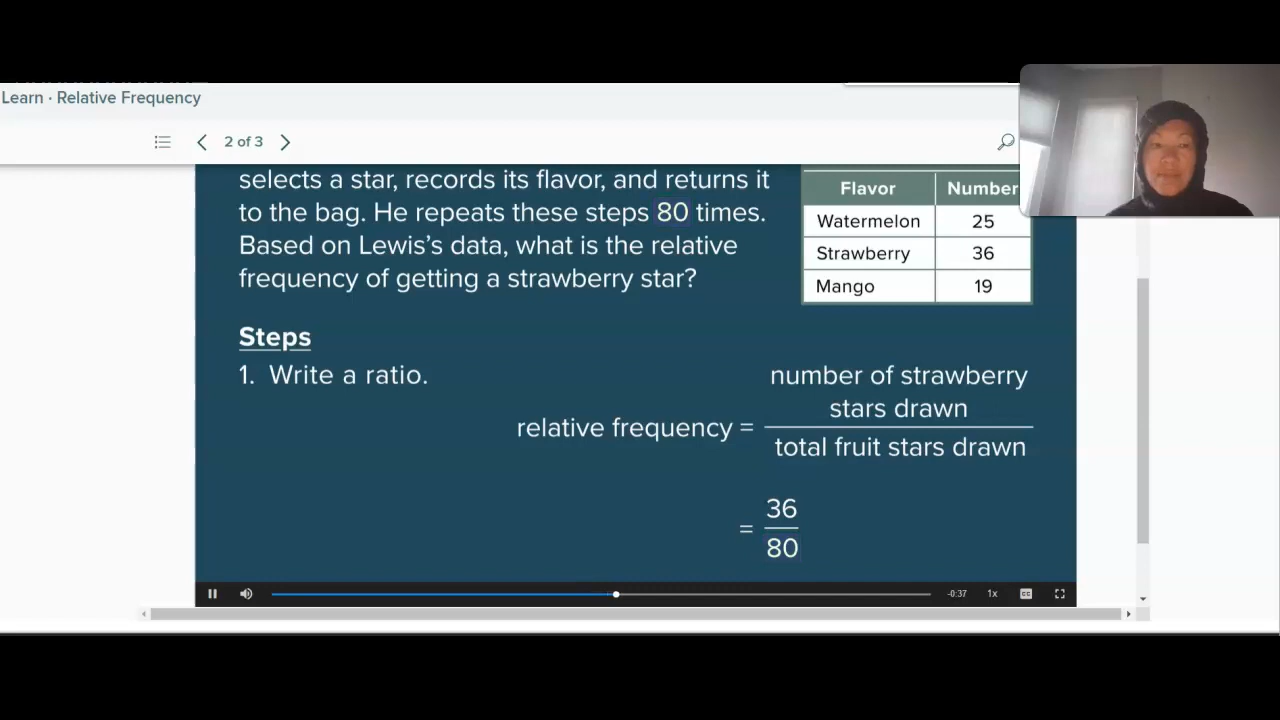 Learn · Relative Frequency
2 of 3
selects a star, records its flavor, and returns it
to the bag. He repeats these steps 80 times.
Based on Lewis's data, what is the relative
frequency of getting a strawberry star?
Flavor Number
Watermelon 25
Strawberry 36
Mango 19
Steps
1. Write a ratio.
number of strawberry
stars drawn
relative frequency =
total fruit stars drawn
= 36
80
-0:37 1x CC